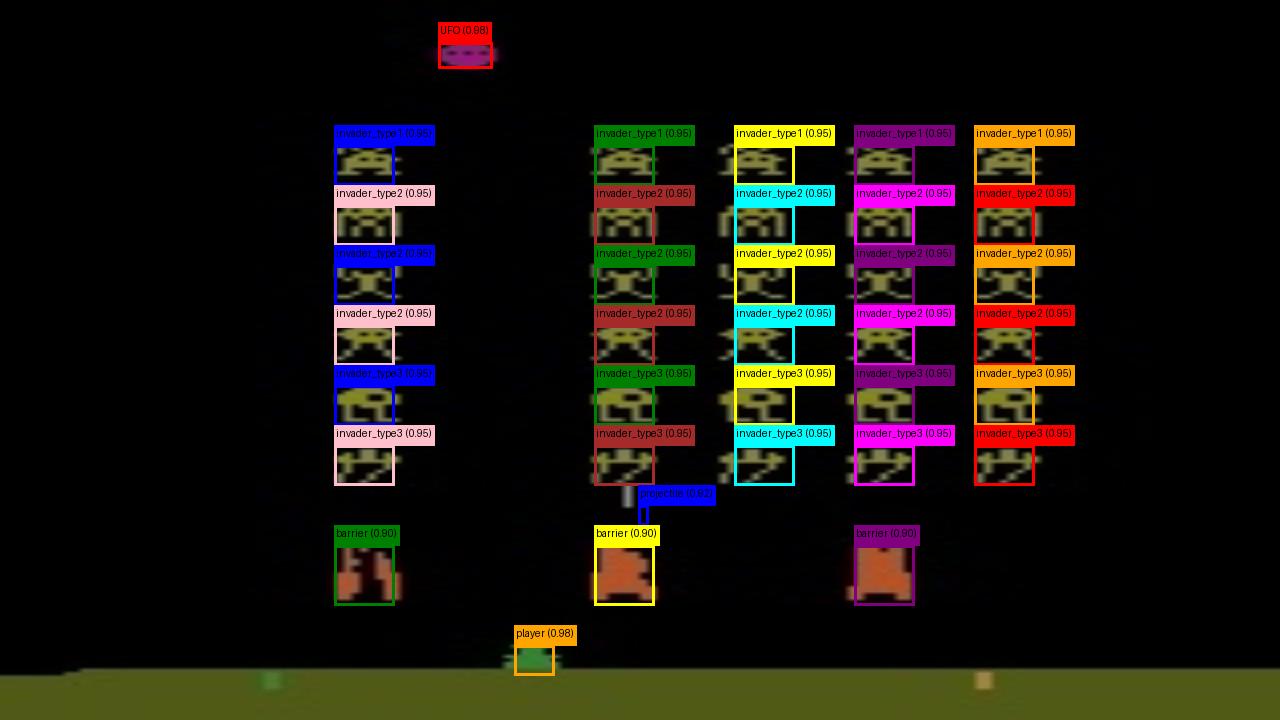 UFO (0.98)
invader_type1 (0.95) invader_type1 (0.95) invader_type1 (0.95) invader_type1 (0.95) invader_type1 (0.95)
invader_type2 (0.95) invader_type2 (0.95) invader_type2 (0.95) invader_type2 (0.95) invader_type2 (0.95)
invader_type2 (0.95) invader_type2 (0.95) invader_type2 (0.95) invader_type2 (0.95) invader_type2 (0.95)
invader_type2 (0.95) invader_type2 (0.95) invader_type2 (0.95) invader_type2 (0.95) invader_type2 (0.95)
invader_type3 (0.95) invader_type3 (0.95) invader_type3 (0.95) invader_type3 (0.95) invader_type3 (0.95)
invader_type3 (0.95) invader_type3 (0.95) invader_type3 (0.95) invader_type3 (0.95) invader_type3 (0.95)
projectile (0.92)
barrier (0.90) barrier (0.90) barrier (0.90)
player (0.98)